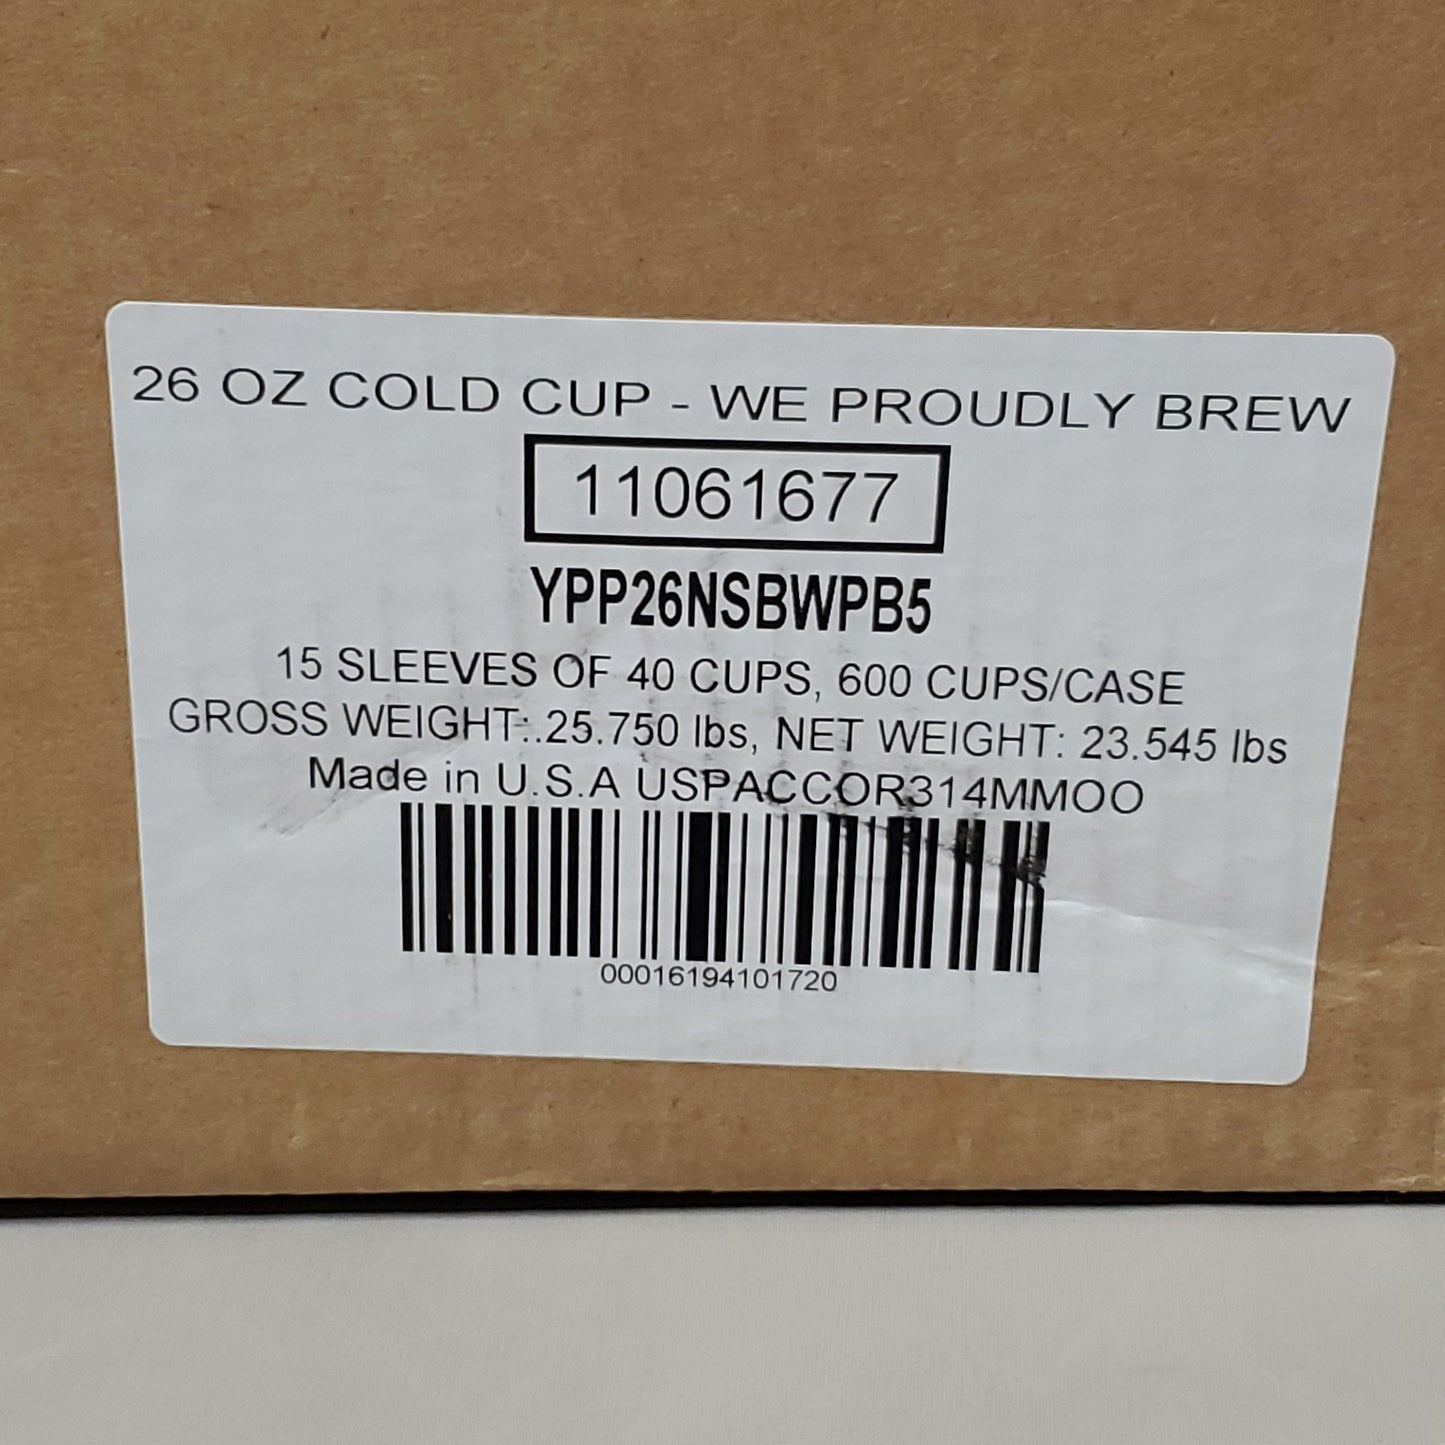 26 OZ COLD CUP - WE PROUDLY BREW
11061677
YPP26NSBWPB5
15 SLEEVES OF 40 CUPS, 600 CUPS/CASE
GROSS WEIGHT:.25.750 lbs, NET WEIGHT: 23.545 lbs
Made in U.S.A USPACCOR314MMOO
00016194101720